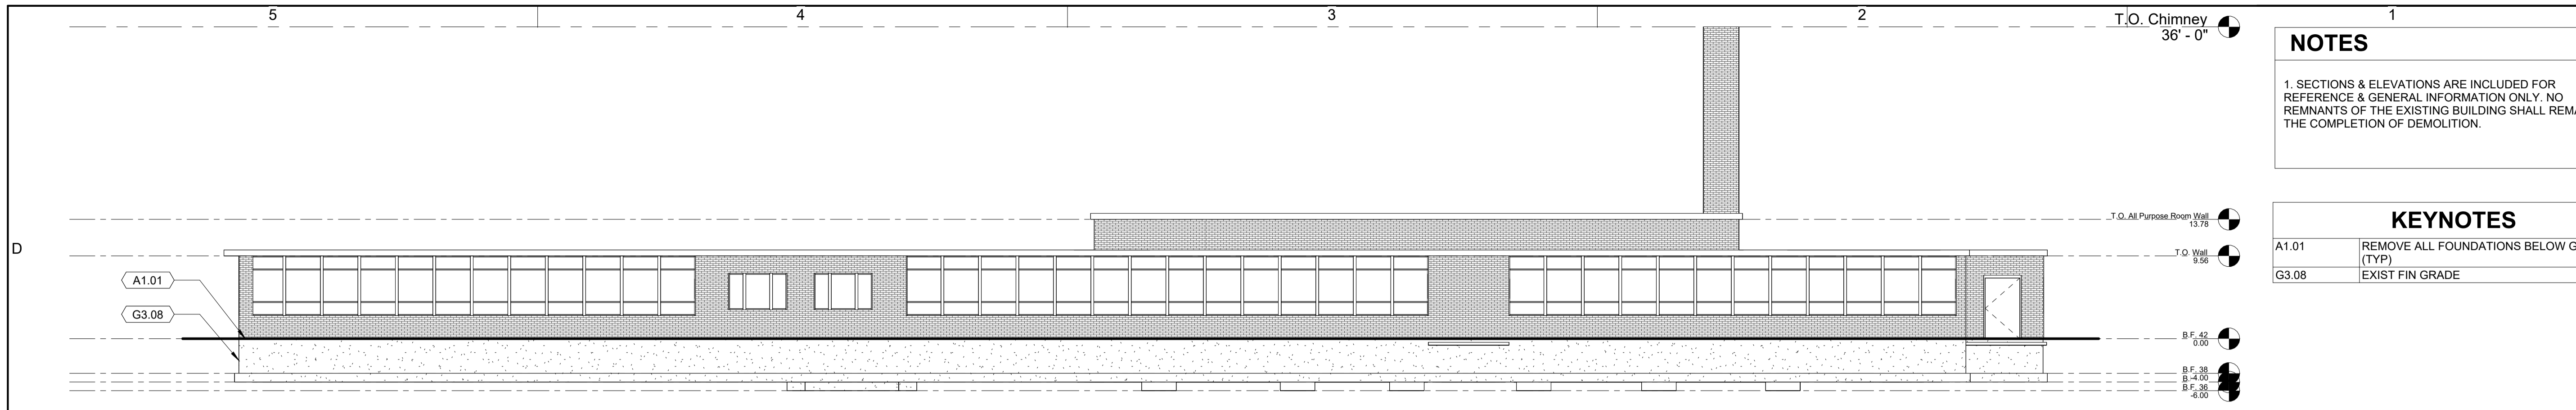 5
4
3
2
1
D
T.O. Chimney
36' - 0"
T.O. All Purpose Room Wall
13.78
T.O. Wall
9.56
B.F. 42
0.00
B.F. 38
-4.00
B.F. 36
-6.00
A1.01
G3.08
NOTES
1. SECTIONS & ELEVATIONS ARE INCLUDED FOR
REFERENCE & GENERAL INFORMATION ONLY. NO
REMNANTS OF THE EXISTING BUILDING SHALL REMA
THE COMPLETION OF DEMOLITION.
KEYNOTES
A1.01 REMOVE ALL FOUNDATIONS BELOW G
(TYP)
G3.08 EXIST FIN GRADE